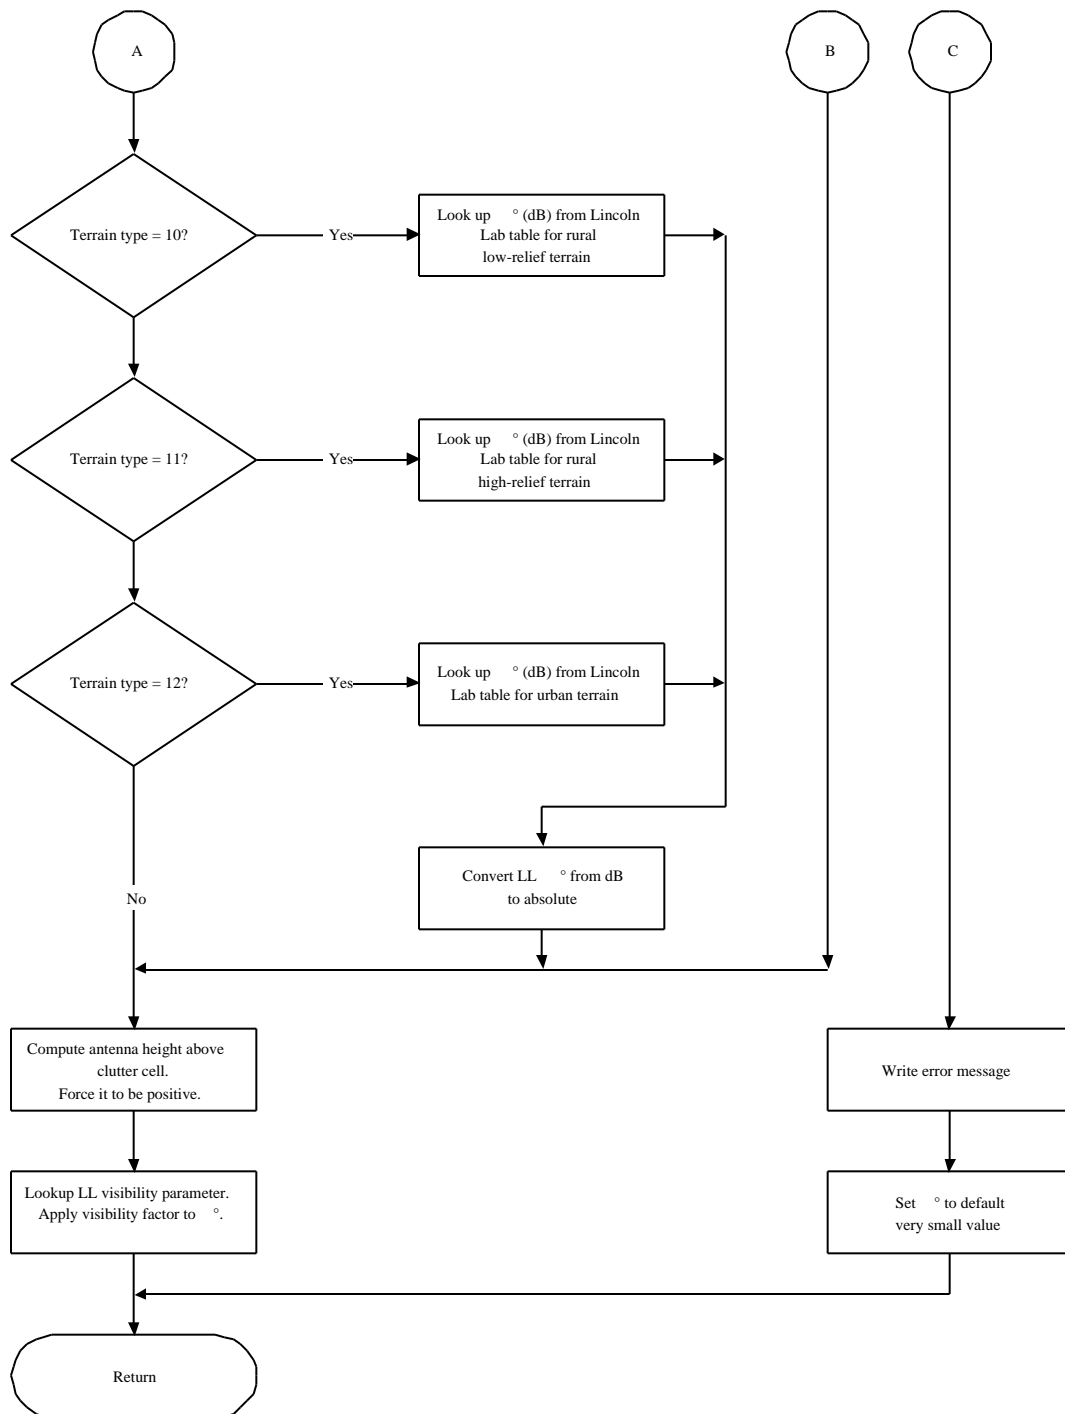 A
B
C
Terrain type = 10?
Yes
Look up ° (dB) from Lincoln
Lab table for rural
low-relief terrain
Terrain type = 11?
Yes
Look up ° (dB) from Lincoln
Lab table for rural
high-relief terrain
Terrain type = 12?
Yes
Look up ° (dB) from Lincoln
Lab table for urban terrain
Convert LL ° from dB
to absolute
No
Compute antenna height above
clutter cell.
Force it to be positive.
Write error message
Lookup LL visibility parameter.
Apply visibility factor to °.
Set ° to default
very small value
Return